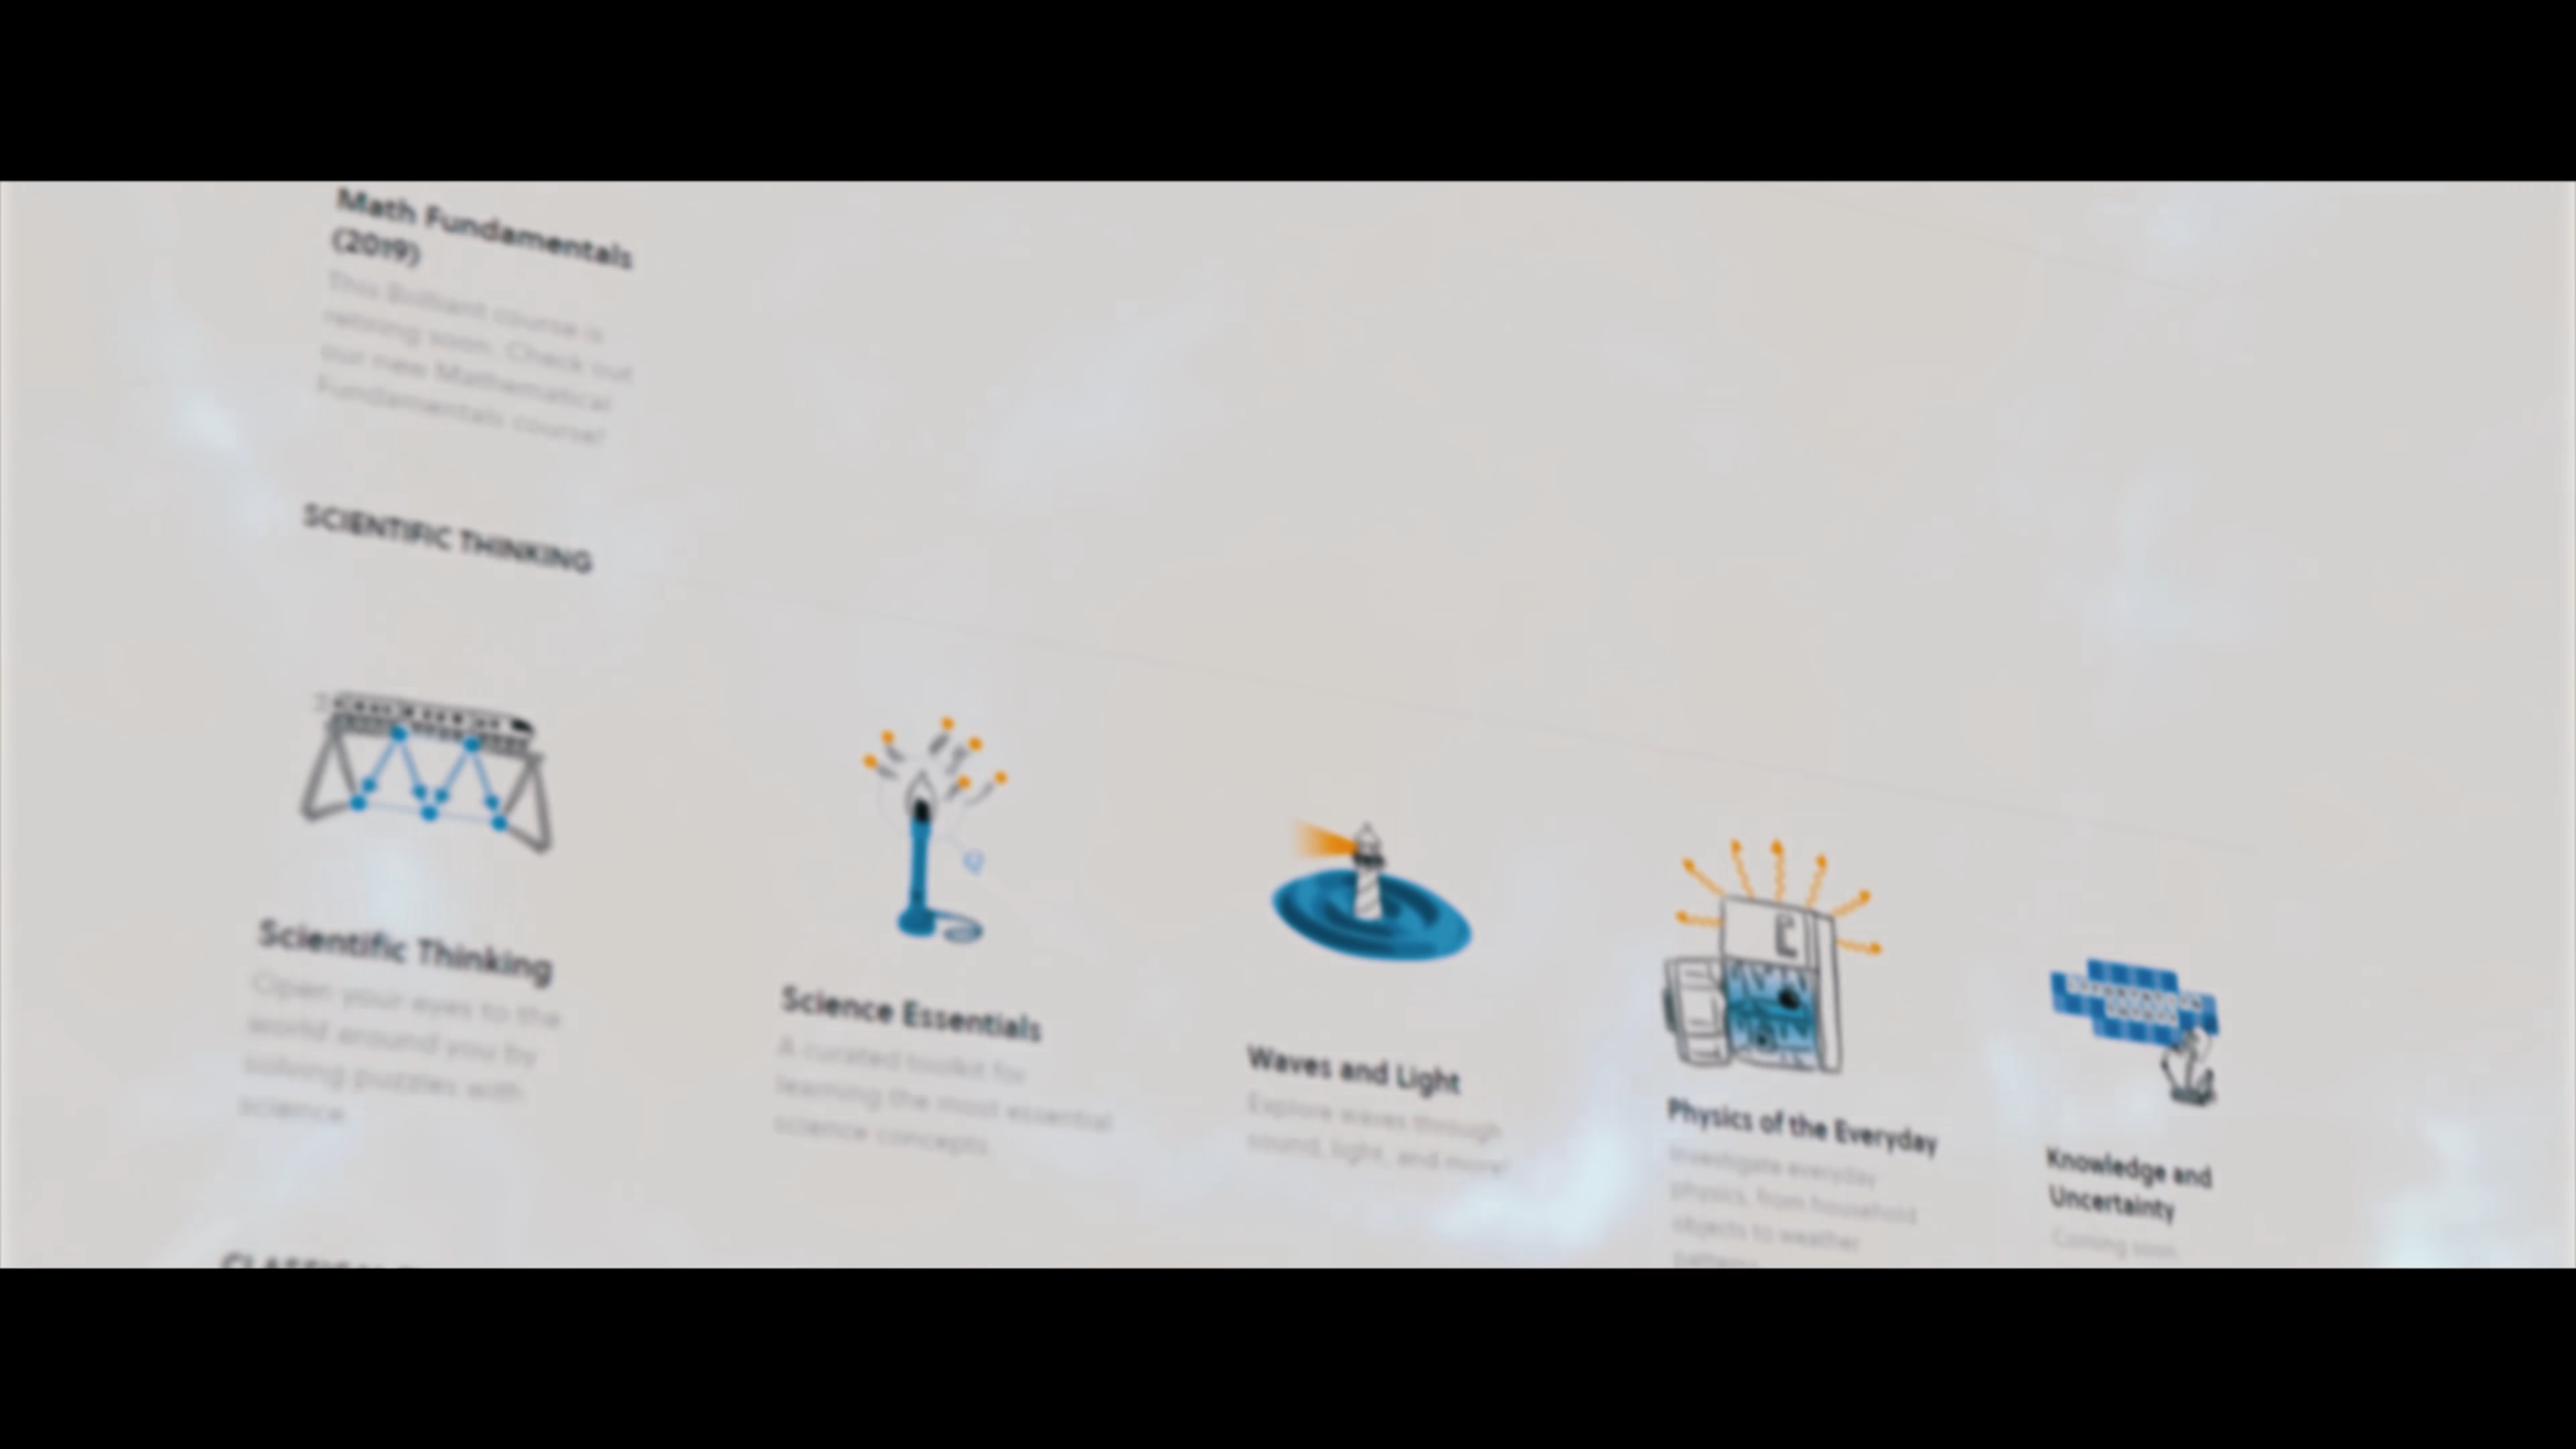 Math Fundamentals
(2019)
This Brilliant course is
retiring soon. Check out
our new Mathematical
Fundamentals course!
SCIENTIFIC THINKING
Scientific Thinking
Open your eyes to the
world around you by
solving puzzles with
science.
Science Essentials
A curated toolkit for
learning the most essential
science concepts.
Waves and Light
Explore waves through
sound, light, and more!
Physics of the Everyday
Investigate everyday
physics, from household
objects to weather
patterns.
Knowledge and
Uncertainty
Coming soon